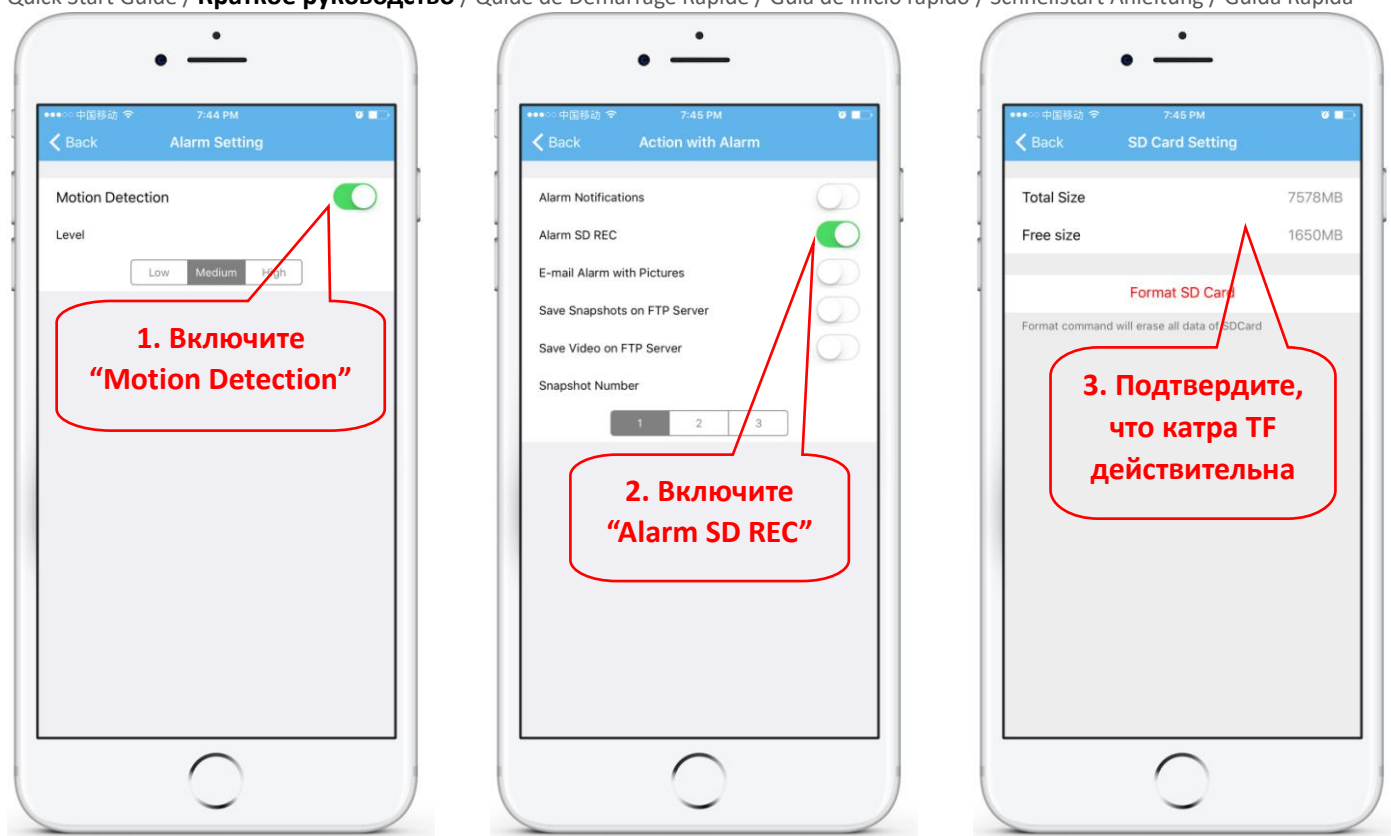 Quick Start Guide / Краткое руководство / Quide de Démarrage Rapide / Guía de inicio rápido / Schnellstart Anleitung / Guida Rapida
中国移动 7:44 PM
Back Alarm Setting
Motion Detection
Level
Low Medium High
1. Включите
“Motion Detection”
中国移动 7:45 PM
Back Action with Alarm
Alarm Notifications
Alarm SD REC
E-mail Alarm with Pictures
Save Snapshots on FTP Server
Save Video on FTP Server
Snapshot Number
1 2 3
2. Включите
“Alarm SD REC”
中国移动 7:45 PM
Back SD Card Setting
Total Size 7578MB
Free size 1650MB
Format SD Card
Format command will erase all data of SDCard
3. Подтвердите,
что катра TF
действительна